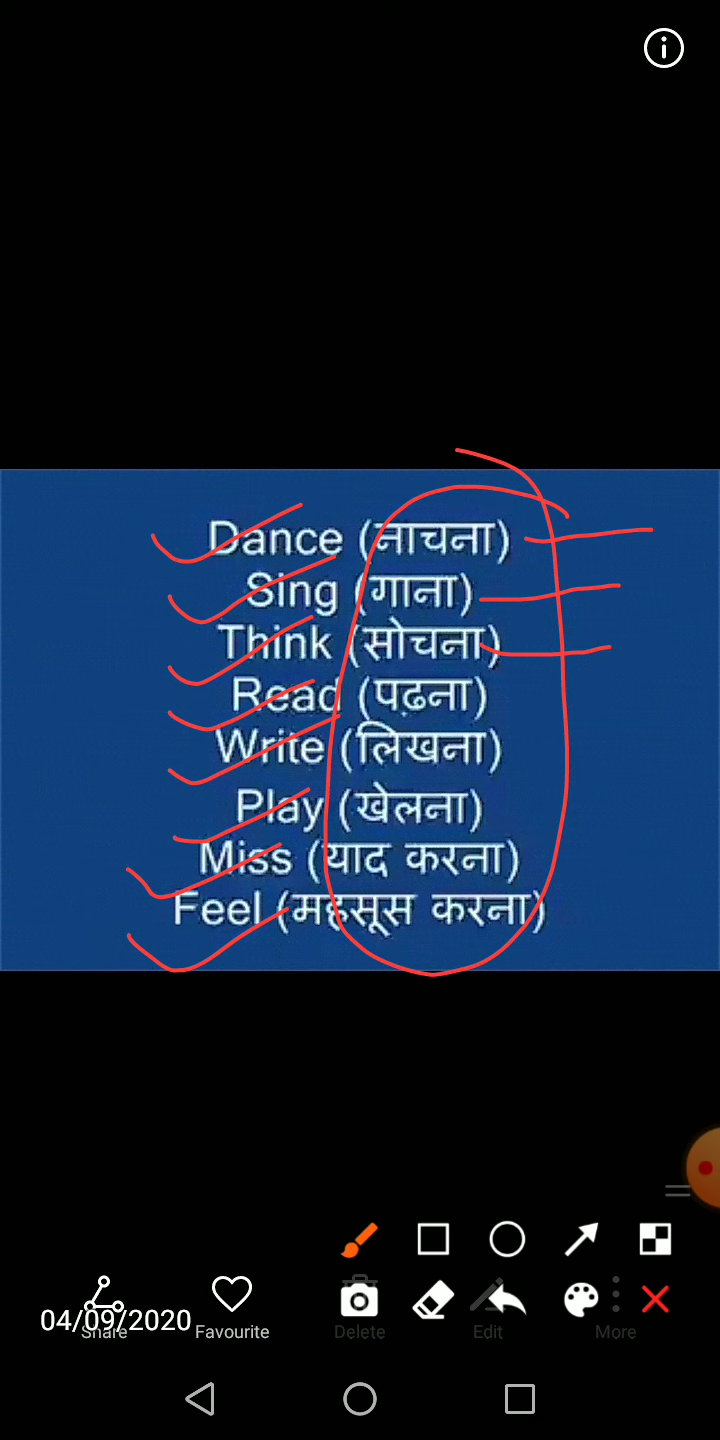 Dance (नाचना)
Sing (गाना)
Think (सोचना)
Read (पढ़ना)
Write (लिखना)
Play (खेलना)
Miss (याद करना)
Feel (महसूस करना)
04/09/2020
Share Favourite Delete Edit More